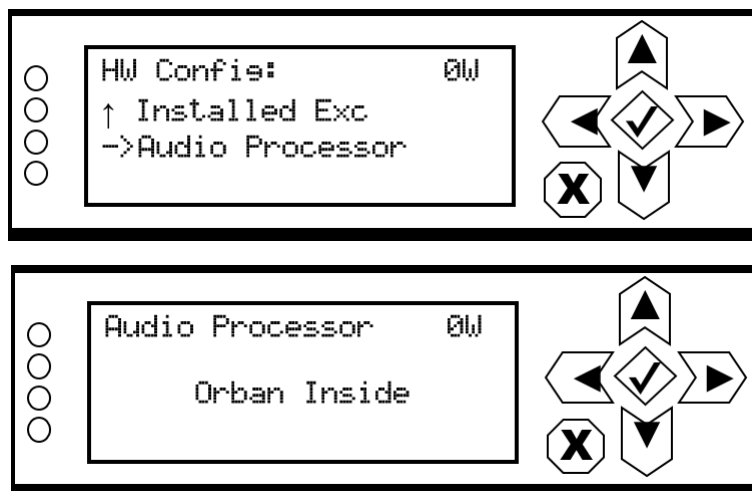 HW Config: 0W
↑ Installed Exc
->Audio Processor
X
Audio Processor 0W
Orban Inside
X